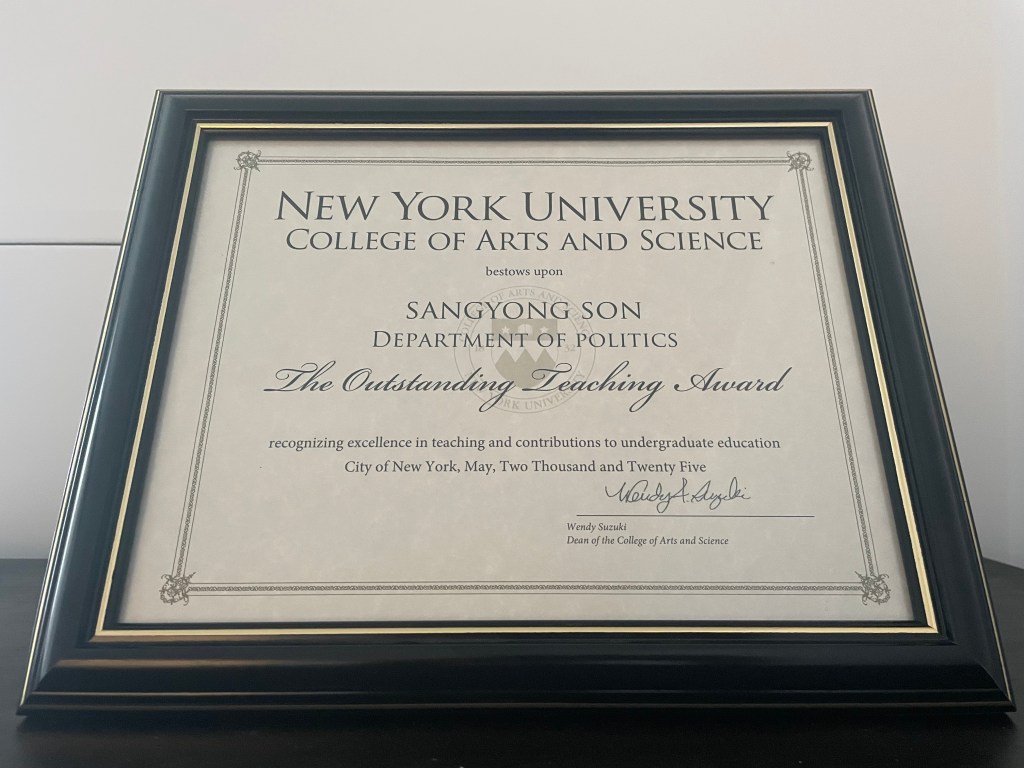 NEW YORK UNIVERSITY
COLLEGE OF ARTS AND SCIENCE
bestows upon
SANGYONG SON
DEPARTMENT OF POLITICS
The Outstanding Teaching Award
recognizing excellence in teaching and contributions to undergraduate education
City of New York, May, Two Thousand and Twenty Five
Wendy A. Suzuki
Wendy Suzuki
Dean of the College of Arts and Science